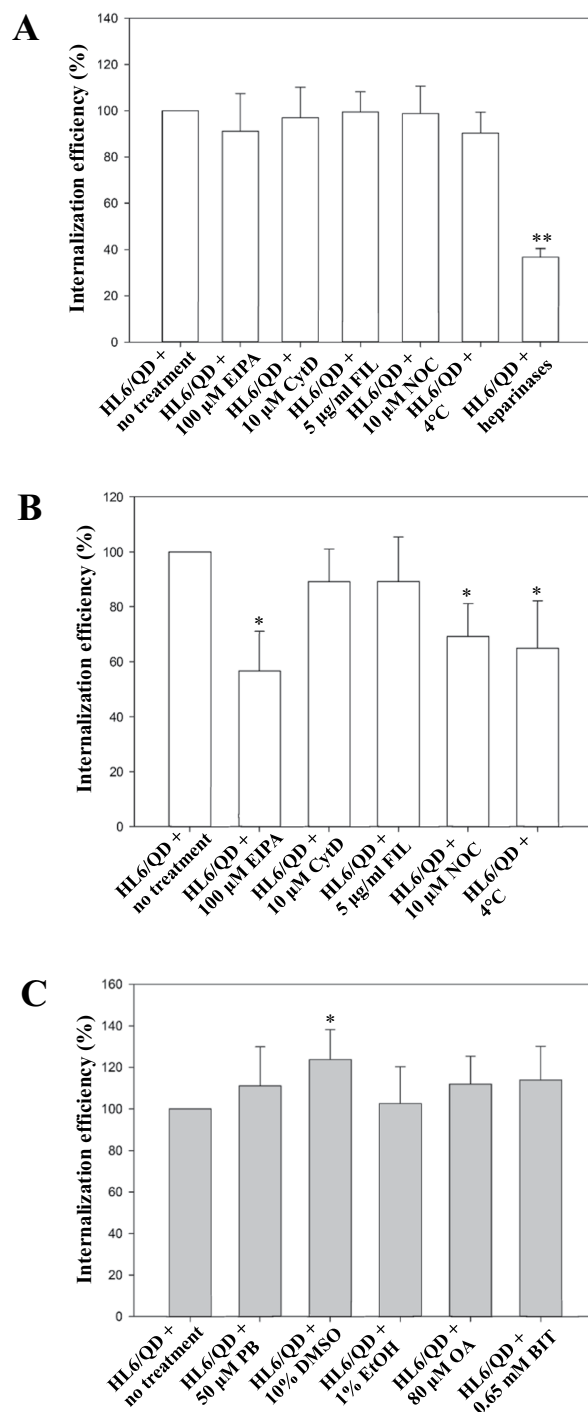 A
Internalization efficiency (%)
140
120
100
80
60
40
20
0
**
HL6/QD +
no treatment
HL6/QD +
100 µM EIPA
HL6/QD +
10 µM CytD
HL6/QD +
5 µg/ml FIL
HL6/QD +
10 µM NOC
HL6/QD +
4°C
HL6/QD +
heparinases
B
Internalization efficiency (%)
120
100
80
60
40
20
0
*
*
*
HL6/QD +
no treatment
HL6/QD +
100 µM EIPA
HL6/QD +
10 µM CytD
HL6/QD +
5 µg/ml FIL
HL6/QD +
10 µM NOC
HL6/QD +
4°C
C
Internalization efficiency (%)
160
140
120
100
80
60
40
20
0
*
HL6/QD +
no treatment
HL6/QD +
50 µM PB
HL6/QD +
10% DMSO
HL6/QD +
1% EtOH
HL6/QD +
80 µM OA
HL6/QD +
0.65 mM BIT